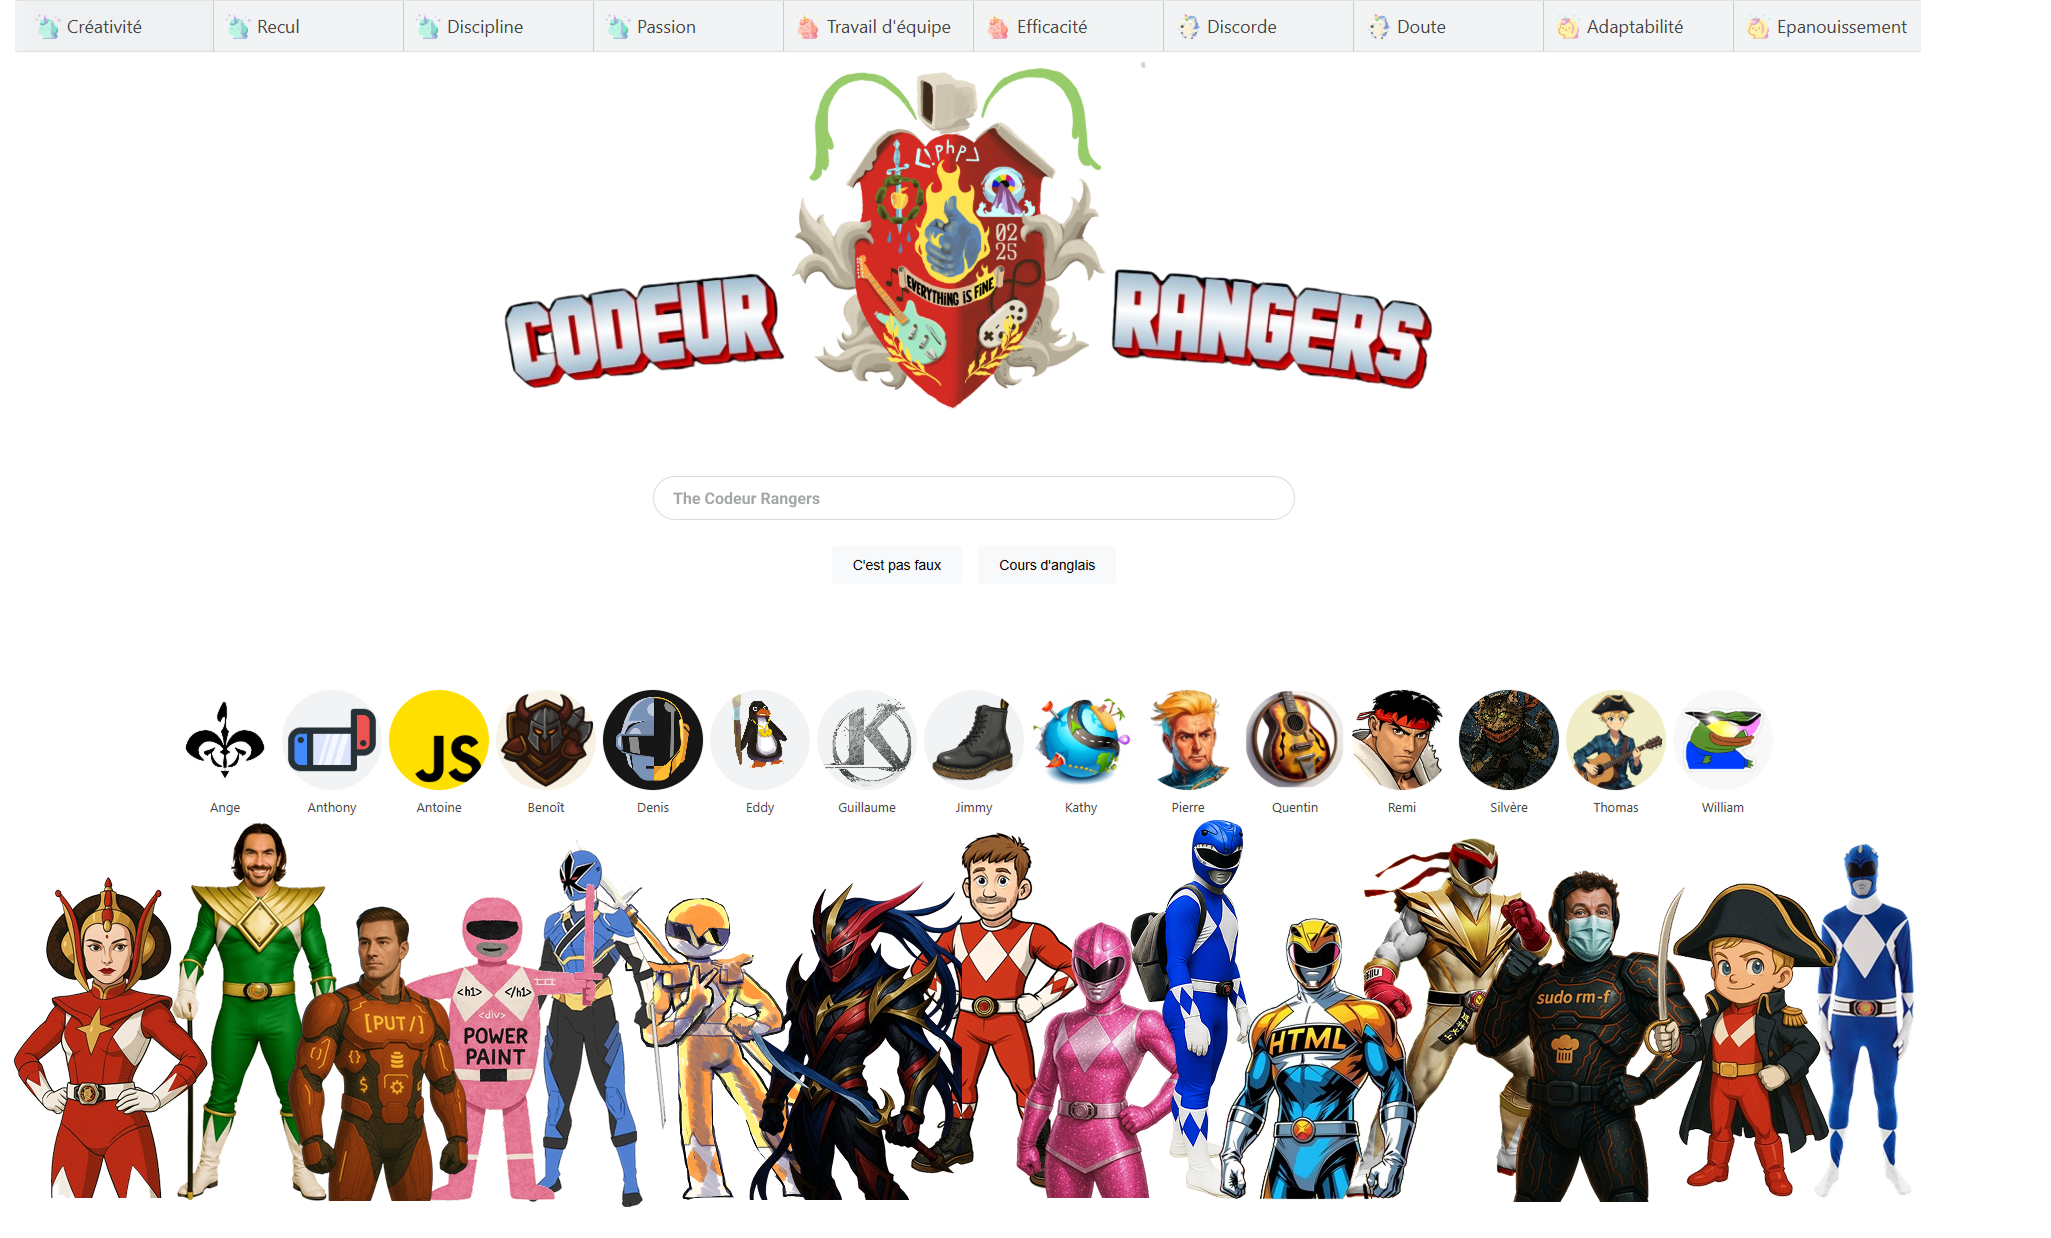 Créativité
Recul
Discipline
Passion
Travail d'équipe
Efficacité
Discorde
Doute
Adaptabilité
Epanouissement
php
02
25
EVERYTHING IS FINE
CODEUR
RANGERS
The Codeur Rangers
C'est pas faux
Cours d'anglais
JS
K
Ange
Anthony
Antoine
Benoît
Denis
Eddy
Guillaume
Jimmy
Kathy
Pierre
Quentin
Remi
Silvère
Thomas
William
[PUT/]
{}
$
<h1> </h1>
<div>
POWER
PAINT
HTML
sudo rm-f